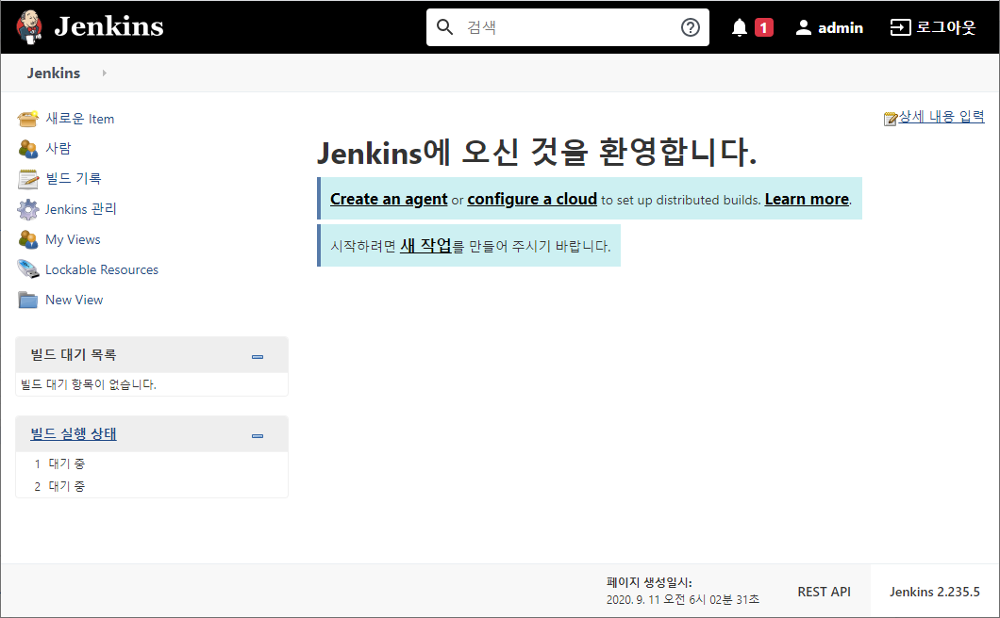 Jenkins
검색
1
admin
로그아웃
Jenkins
새로운 Item
사람
빌드 기록
Jenkins 관리
My Views
Lockable Resources
New View
빌드 대기 목록
빌드 대기 항목이 없습니다.
빌드 실행 상태
1 대기 중
2 대기 중
상세 내용 입력
Jenkins에 오신 것을 환영합니다.
Create an agent or configure a cloud to set up distributed builds. Learn more.
시작하려면 새 작업를 만들어 주시기 바랍니다.
페이지 생성일시:
2020. 9. 11 오전 6시 02분 31초
REST API
Jenkins 2.235.5